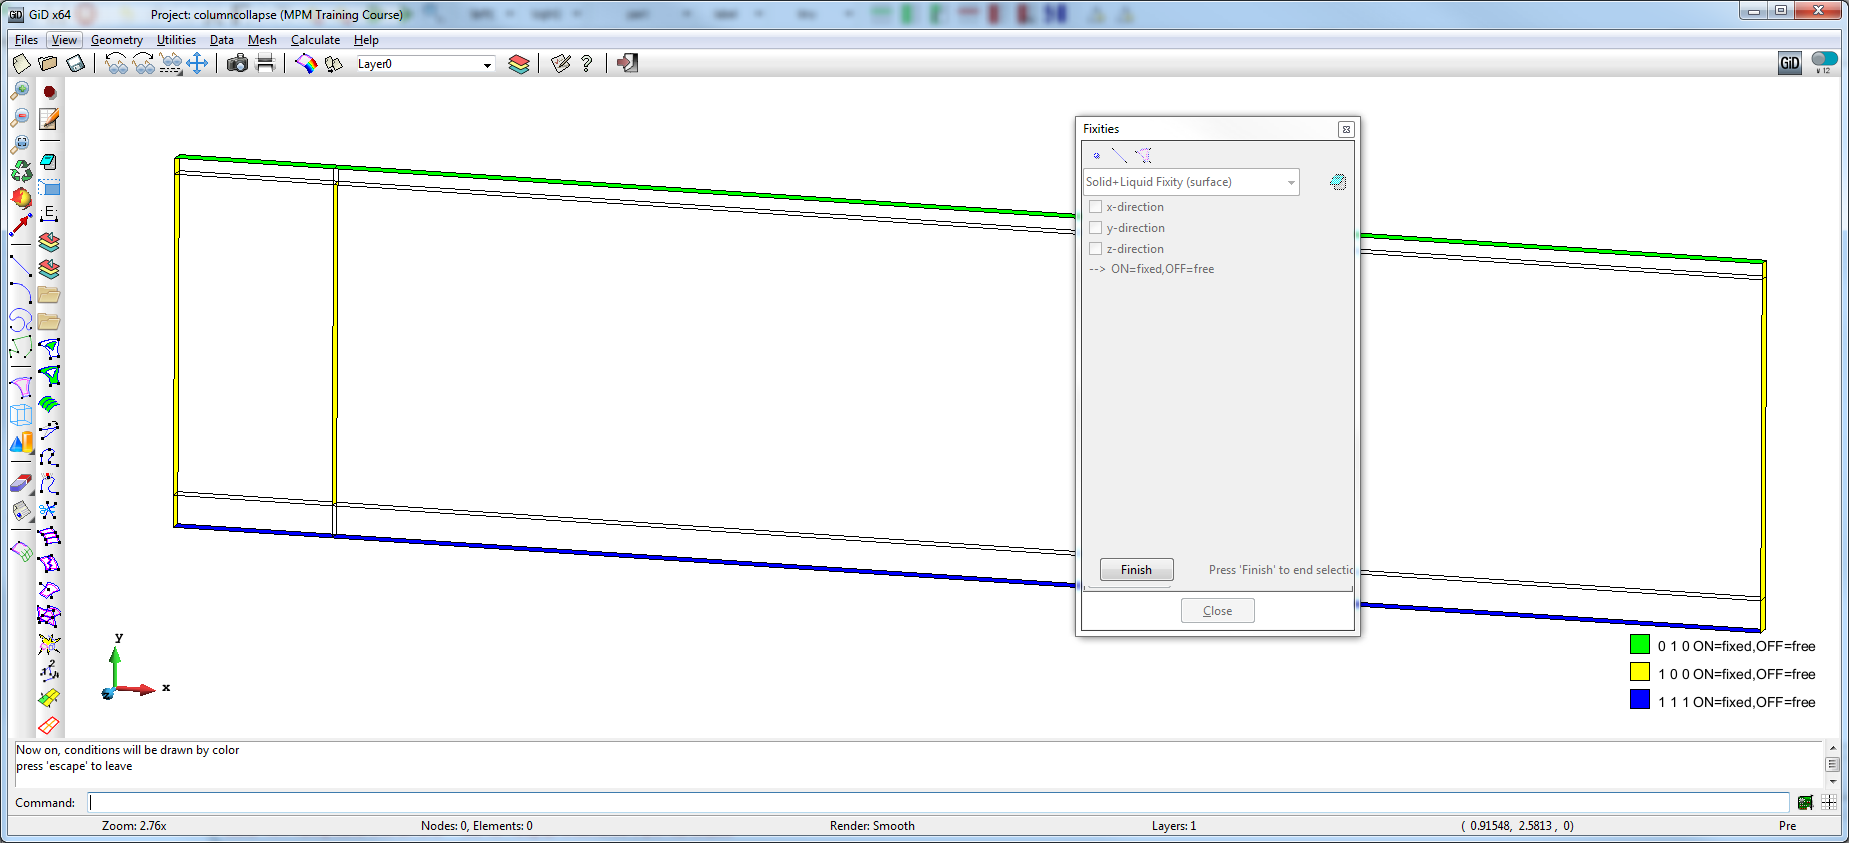 GiD x64
Project: columncollapse (MPM Training Course)
Files View Geometry Utilities Data Mesh Calculate Help
Layer0
?
GiD
v 12
E
Fixities
Solid+Liquid Fixity (surface)
x-direction
y-direction
z-direction
--> ON=fixed,OFF=free
Finish
Press 'Finish' to end selectio
Close
y
x
0 1 0 ON=fixed,OFF=free
1 0 0 ON=fixed,OFF=free
1 1 1 ON=fixed,OFF=free
Now on, conditions will be drawn by color
press 'escape' to leave
Command:
Zoom: 2.76x
Nodes: 0, Elements: 0
Render: Smooth
Layers: 1
( 0.91548, 2.5813 , 0)
Pre